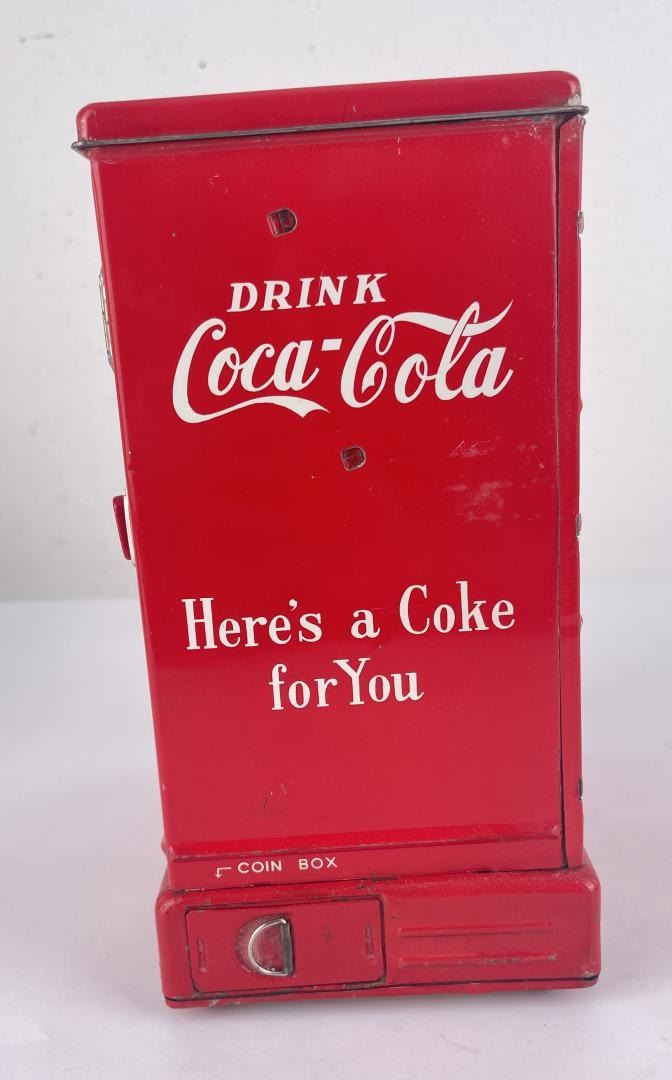 DRINK
Coca-Cola
Here's a Coke
for You
COIN BOX